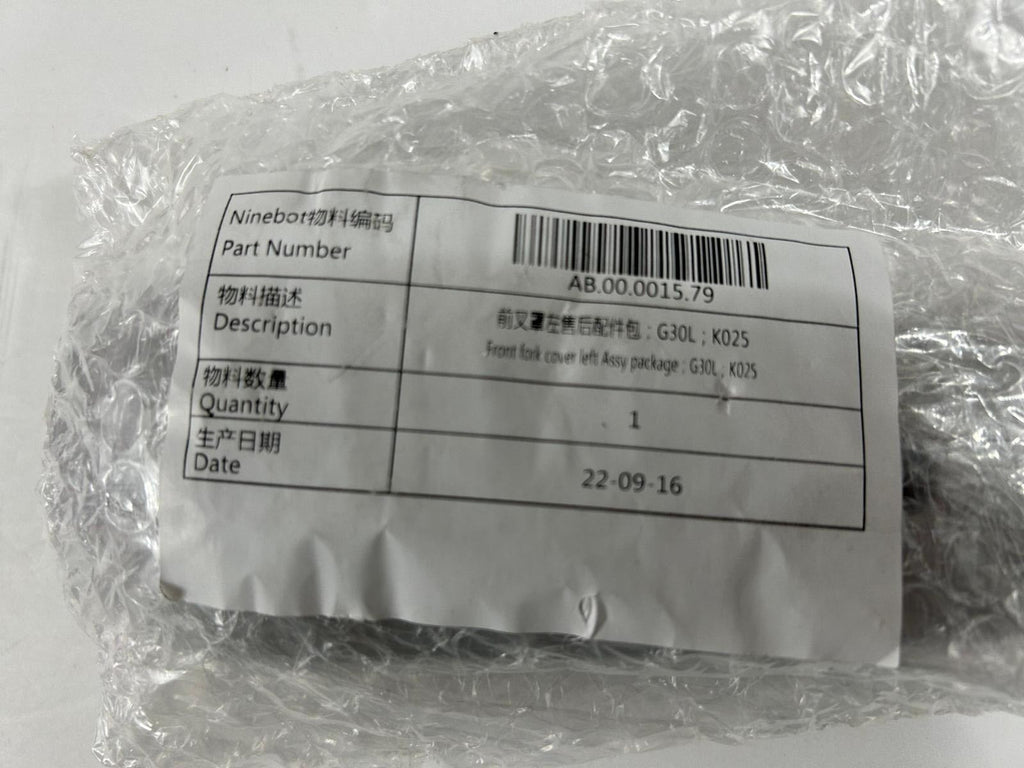 Ninebot物料编码
Part Number
AB.00.0015.79
物料描述
Description
前叉罩左售后配件包 ; G30L ; K025
Front fork cover left Assy package ; G30L ; K025
物料数量
Quantity
1
生产日期
Date
22-09-16